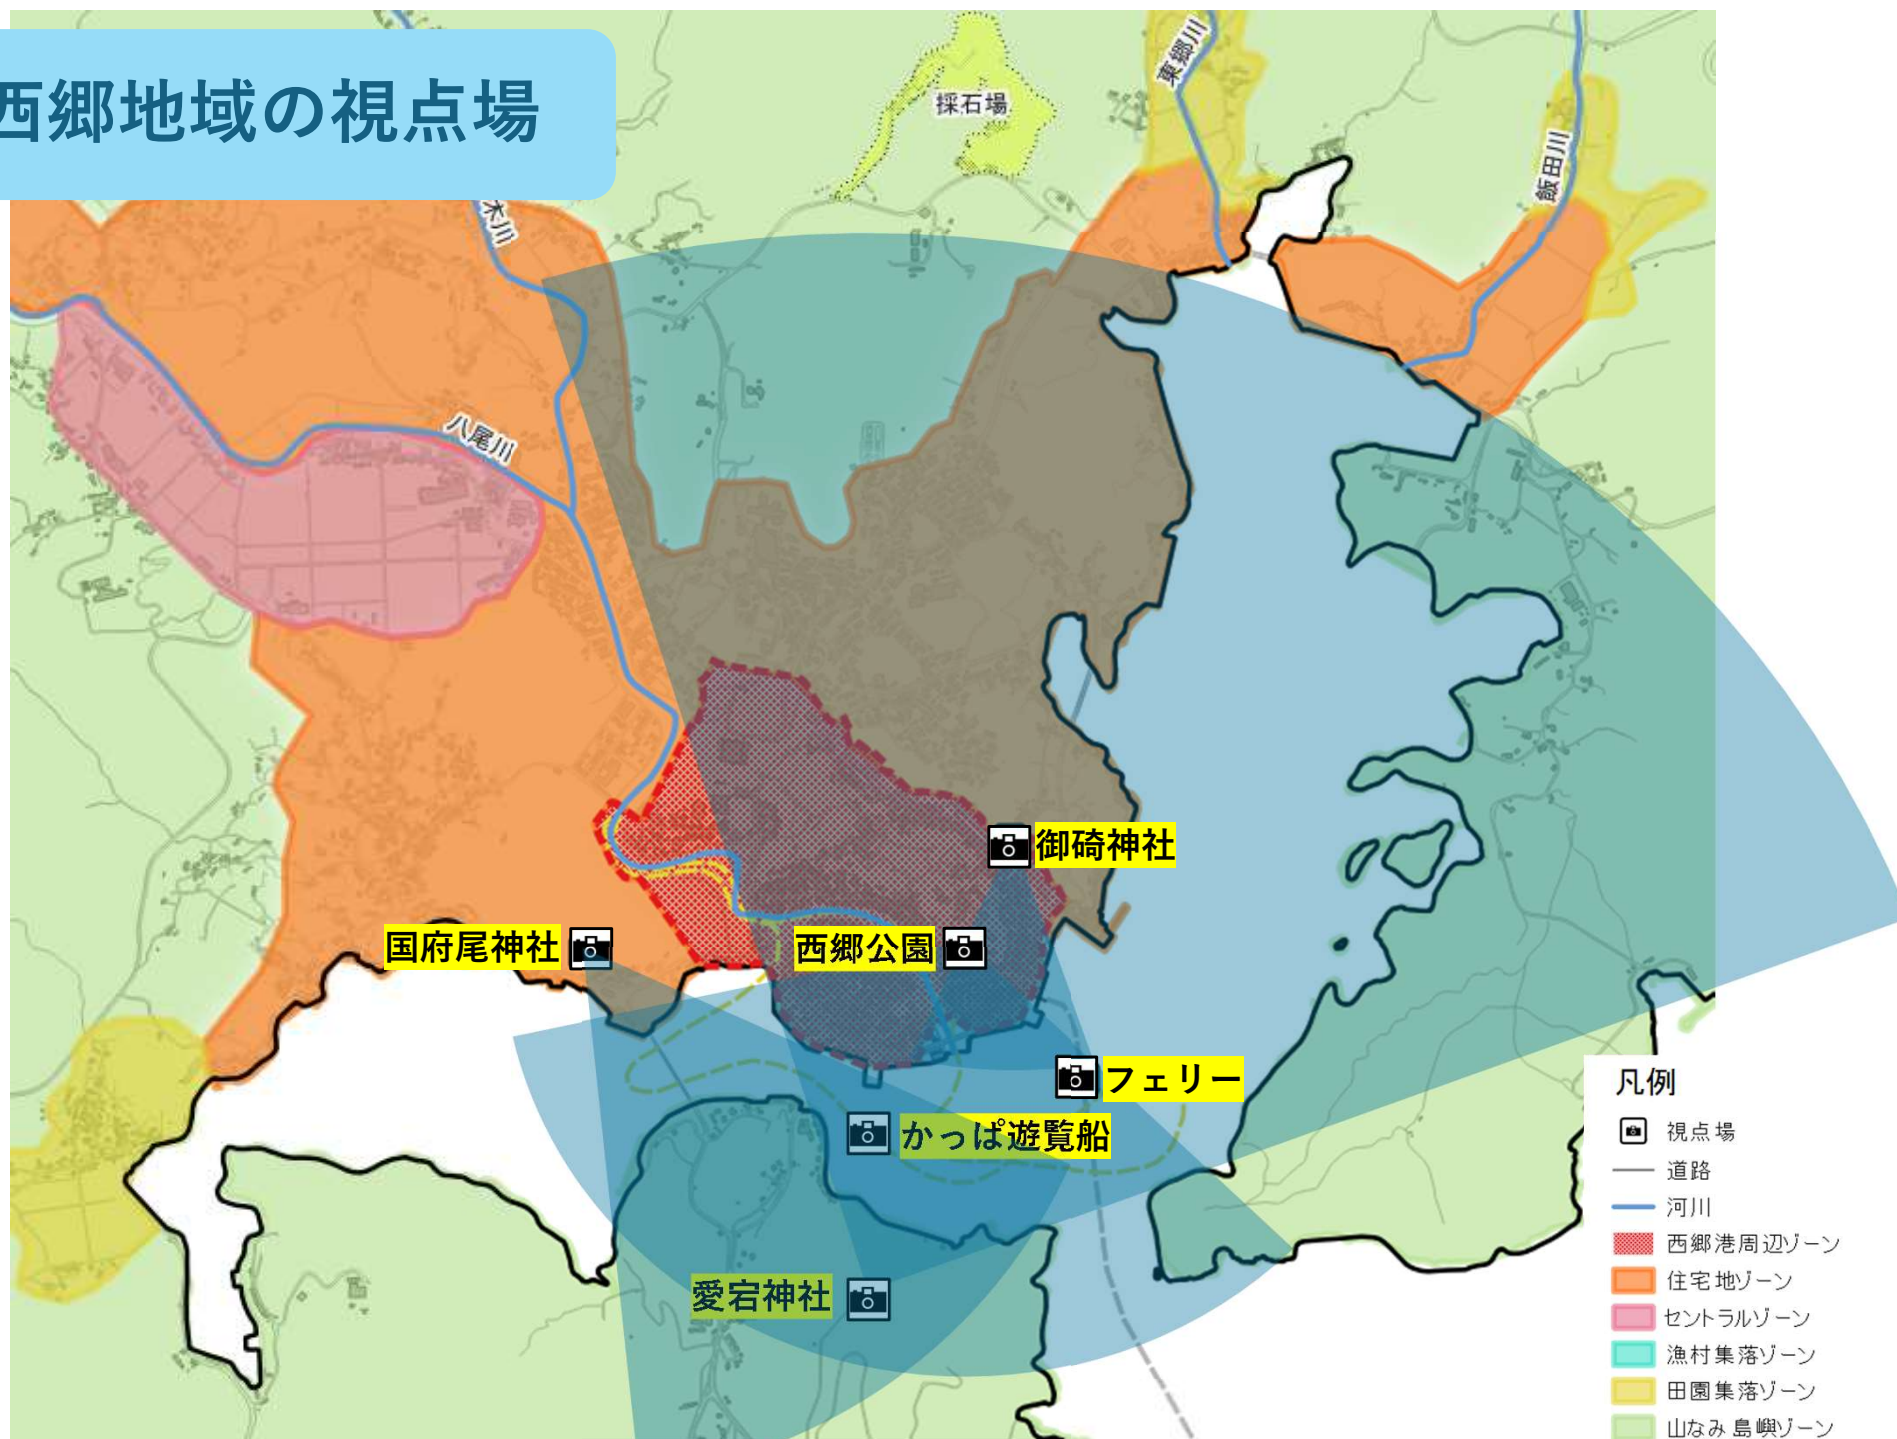 西郷地域の視点場
採石場
東郷川
飯田川
木川
八尾川
御碕神社
国府尾神社
西郷公園
フェリー
かっぱ遊覧船
愛宕神社
凡例
視点場
道路
河川
西郷港周辺ゾーン
住宅地ゾーン
セントラルゾーン
漁村集落ゾーン
田園集落ゾーン
山なみ島嶼ゾーン